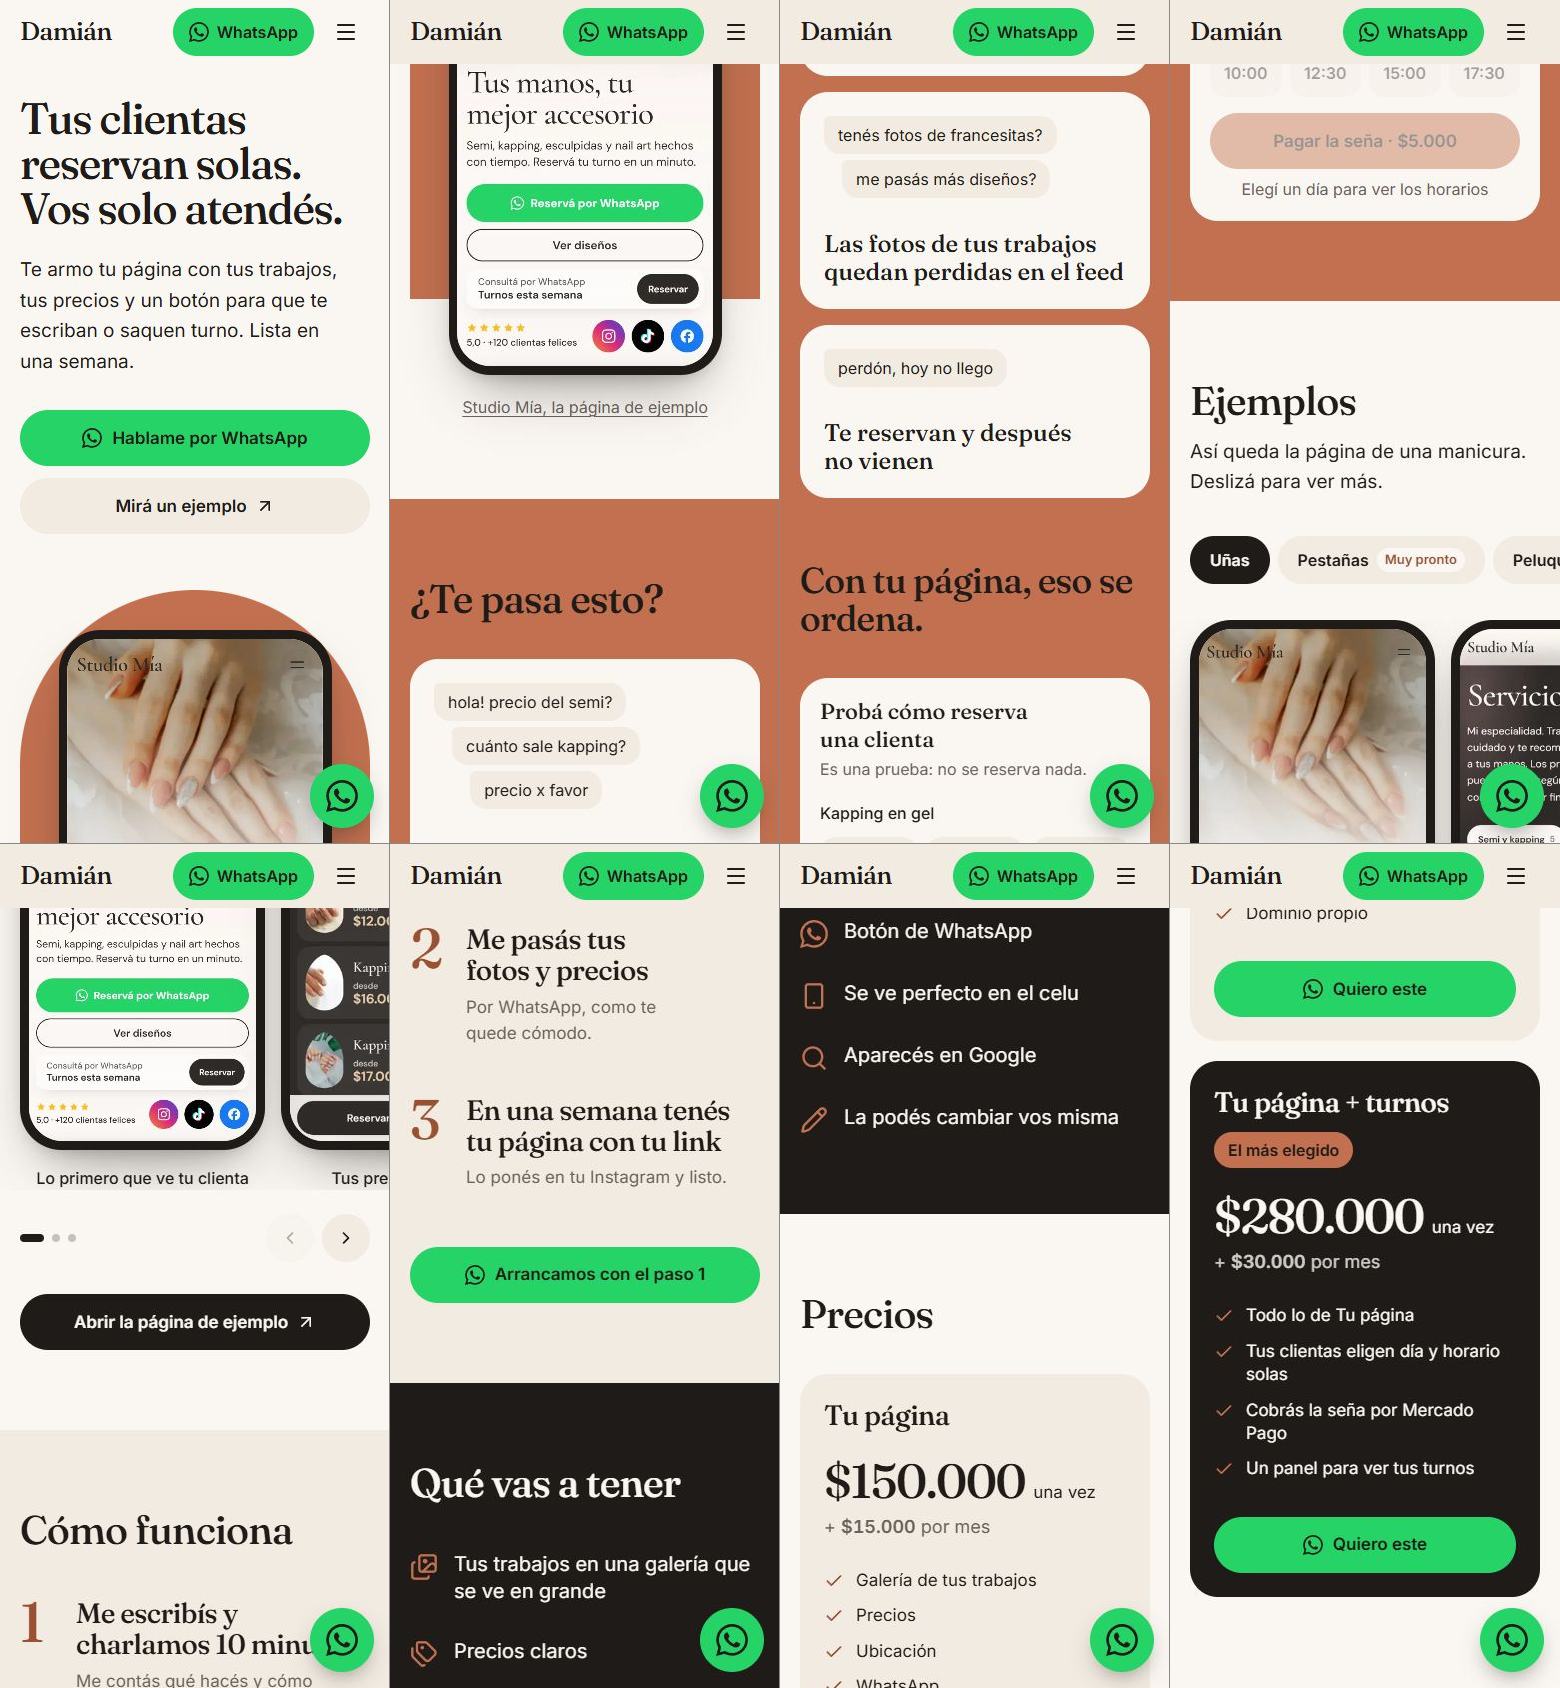 Damián
WhatsApp
Tus clientas
reservan solas.
Vos solo atendés.
Te armo tu página con tus trabajos,
tus precios y un botón para que te
escriban o saquen turno. Lista en
una semana.
Hablame por WhatsApp
Mirá un ejemplo
Studio Mía
Damián
WhatsApp
Tus manos, tu
mejor accesorio
Semi, kapping, esculpidas y nail art hechos
con tiempo. Reservá tu turno en un minuto.
Reservá por WhatsApp
Ver diseños
Consultá por WhatsApp
Turnos esta semana
Reservar
5,0 · +120 clientas felices
Studio Mía, la página de ejemplo
¿Te pasa esto?
hola! precio del semi?
cuánto sale kapping?
precio x favor
Damián
WhatsApp
tenés fotos de francesitas?
me pasás más diseños?
Las fotos de tus trabajos
quedan perdidas en el feed
perdón, hoy no llego
Te reservan y después
no vienen
Con tu página, eso se
ordena.
Probá cómo reserva
una clienta
Es una prueba: no se reserva nada.
Kapping en gel
Damián
WhatsApp
10:00 12:30 15:00 17:30
Pagar la seña · $5.000
Elegí un día para ver los horarios
Ejemplos
Así queda la página de una manicura.
Deslizá para ver más.
Uñas
Pestañas Muy pronto
Studio Mía
Studio Mía
Mi especialidad.
Semi y kapping 5
Damián
WhatsApp
mejor accesorio
Semi, kapping, esculpidas y nail art hechos
con tiempo. Reservá tu turno en un minuto.
Reservá por WhatsApp
Ver diseños
Consultá por WhatsApp
Turnos esta semana
Reservar
5,0 · +120 clientas felices
desde
desde
Lo primero que ve tu clienta
Abrir la página de ejemplo
Cómo funciona
1
Me escribís y
charlamos 10
Me contás qué hacés y cómo
Damián
WhatsApp
2
Me pasás tus
fotos y precios
Por WhatsApp, como te
quede cómodo.
3
En una semana tenés
tu página con tu link
Lo ponés en tu Instagram y listo.
Arrancamos con el paso 1
Qué vas a tener
Tus trabajos en una galería que
se ve en grande
Precios claros
Damián
WhatsApp
Botón de WhatsApp
Se ve perfecto en el celu
Aparecés en Google
La podés cambiar vos misma
Precios
Tu página
$150.000 una vez
+ $15.000 por mes
Galería de tus trabajos
Precios
Ubicación
WhatsApp
Damián
WhatsApp
Dominio propio
Quiero este
Tu página + turnos
El más elegido
$280.000 una vez
+ $30.000 por mes
Todo lo de Tu página
Tus clientas eligen día y horario
solas
Cobrás la seña por Mercado
Pago
Un panel para ver tus turnos
Quiero este